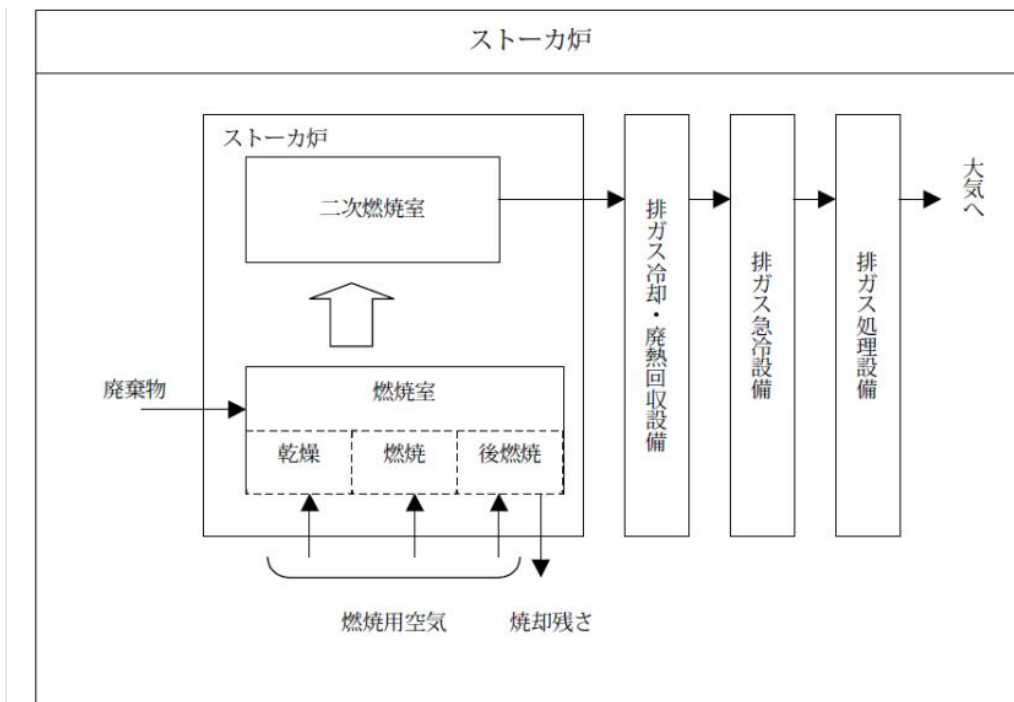 ストーカ炉
ストーカ炉
二次燃焼室
廃棄物
燃焼室
乾燥
燃焼
後燃焼
燃焼用空気
焼却残さ
排ガス冷却・廃熱回収設備
排ガス急冷設備
排ガス処理設備
大気へ